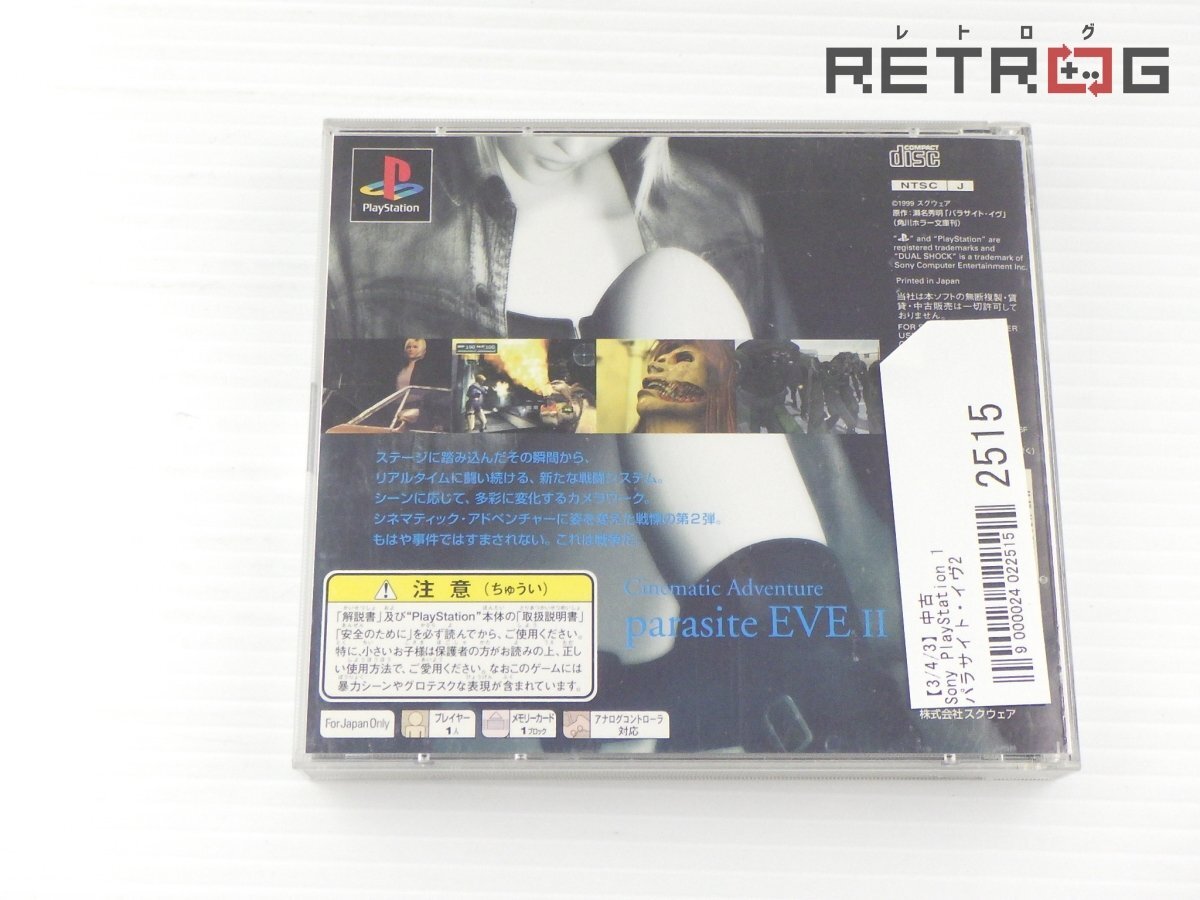 レトログ
RETROG
PlayStation
COMPACT
disc
NTSC J
©1999 スクウェア
原作：瀬名秀明「パラサイト・イヴ」
(角川ホラー文庫刊)
" " and "PlayStation" are
registered trademarks and
"DUAL SHOCK" is a trademark of
Sony Computer Entertainment Inc.
Printed in Japan
当社は本ソフトの無断複製・賃
貸・中古販売は一切許可して
おりません。
ステージに踏み込んだその瞬間から、
リアルタイムに闘い続ける、新たな戦闘システム。
シーンに応じて、多彩に変化するカメラワーク。
シネマティック・アドベンチャーに姿を変えた戦慄の第2弾。
もはや事件ではすまされない。これは戦争だ。
Cinematic Adventure
parasite EVE II
注意（ちゅうい）
「解説書」及び"PlayStation"本体の「取扱説明書」
「安全のために」を必ず読んでから、ご使用ください。
特に、小さいお子様は保護者の方がお読みの上、正し
い使用方法で、ご愛用ください。なおこのゲームには
暴力シーンやグロテスクな表現が含まれています。
For Japan Only
プレイヤー
1人
メモリーカード
1ブロック
アナログコントローラ
対応
【3/4/3】中古
Sony PlayStation 1
パラサイト・イヴ2
9 000024 022515
2515
株式会社スクウェア